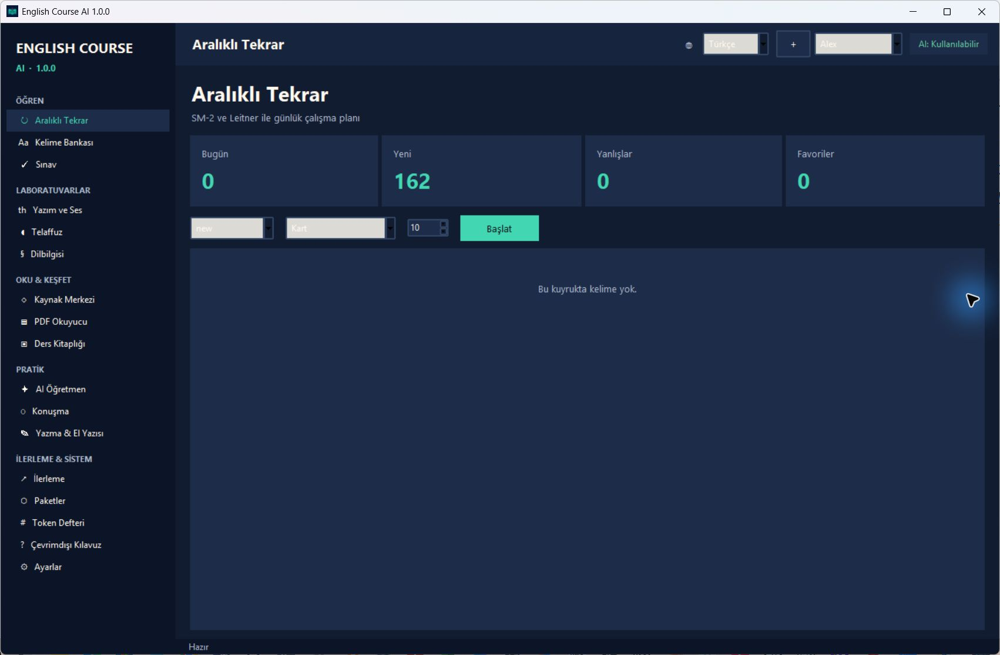 English Course AI 1.0.0
ENGLISH COURSE
AI · 1.0.0
ÖĞREN
Aralıklı Tekrar
Aa Kelime Bankası
✓ Sınav
LABORATUVARLAR
th Yazım ve Ses
Telaffuz
§ Dilbilgisi
OKU & KEŞFET
Kaynak Merkezi
PDF Okuyucu
Ders Kitaplığı
PRATİK
AI Öğretmen
Konuşma
Yazma & El Yazısı
İLERLEME & SİSTEM
İlerleme
Paketler
# Token Defteri
? Çevrimdışı Kılavuz
Ayarlar
Aralıklı Tekrar
Türkçe
+
Alex
AI: Kullanılabilir
Aralıklı Tekrar
SM-2 ve Leitner ile günlük çalışma planı
Bugün
0
Yeni
162
Yanlışlar
0
Favoriler
0
new
Kart
10
Başlat
Bu kuyrukta kelime yok.
Hazır